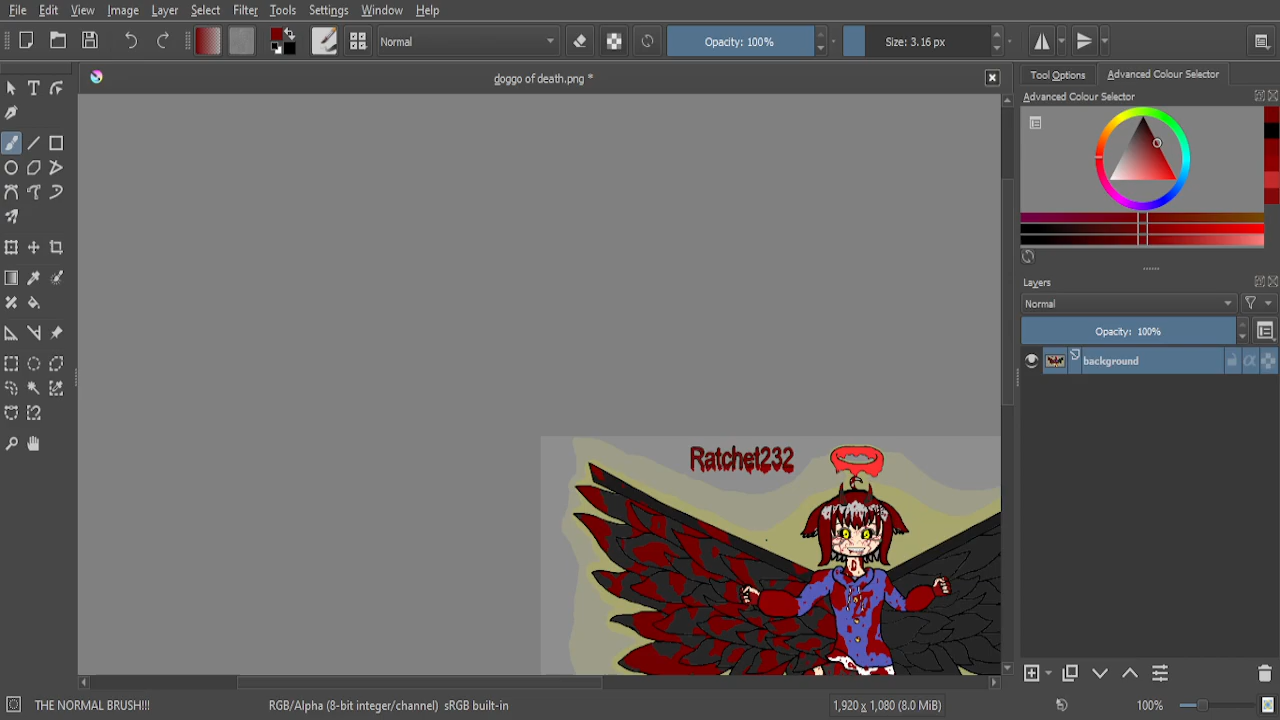 File Edit View Image Layer Select Filter Tools Settings Window Help
Normal Opacity: 100% Size: 3.16 px
doggo of death.png *
Tool Options Advanced Colour Selector
Advanced Colour Selector
Layers
Normal
Opacity: 100%
background
Ratchet232
THE NORMAL BRUSH!!! RGB/Alpha (8-bit integer/channel) sRGB built-in 1,920 x 1,080 (8.0 MiB) 100%